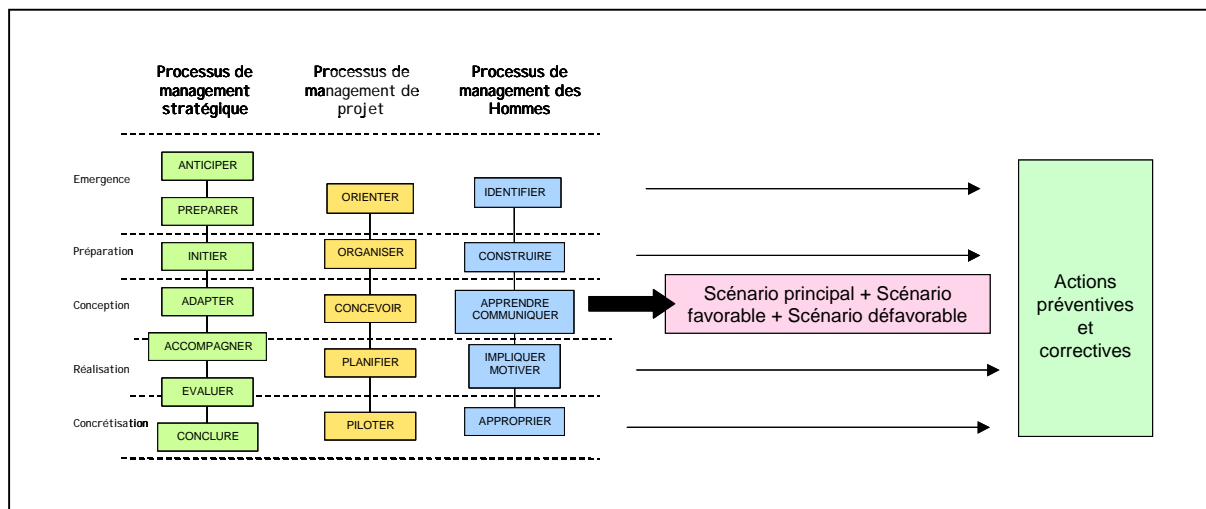 Processus de
management
stratégique
Processus de
management de
projet
Processus de
management des
Hommes
Emergence
ANTICIPER
PREPARER
ORIENTER
IDENTIFIER
Préparation
INITIER
ORGANISER
CONSTRUIRE
Conception
ADAPTER
CONCEVOIR
APPRENDRE
COMMUNIQUER
Scénario principal + Scénario
favorable + Scénario défavorable
Réalisation
ACCOMPAGNER
EVALUER
PLANIFIER
IMPLIQUER
MOTIVER
Concrétisation
CONCLURE
PILOTER
APPROPRIER
Actions
préventives
et
correctives